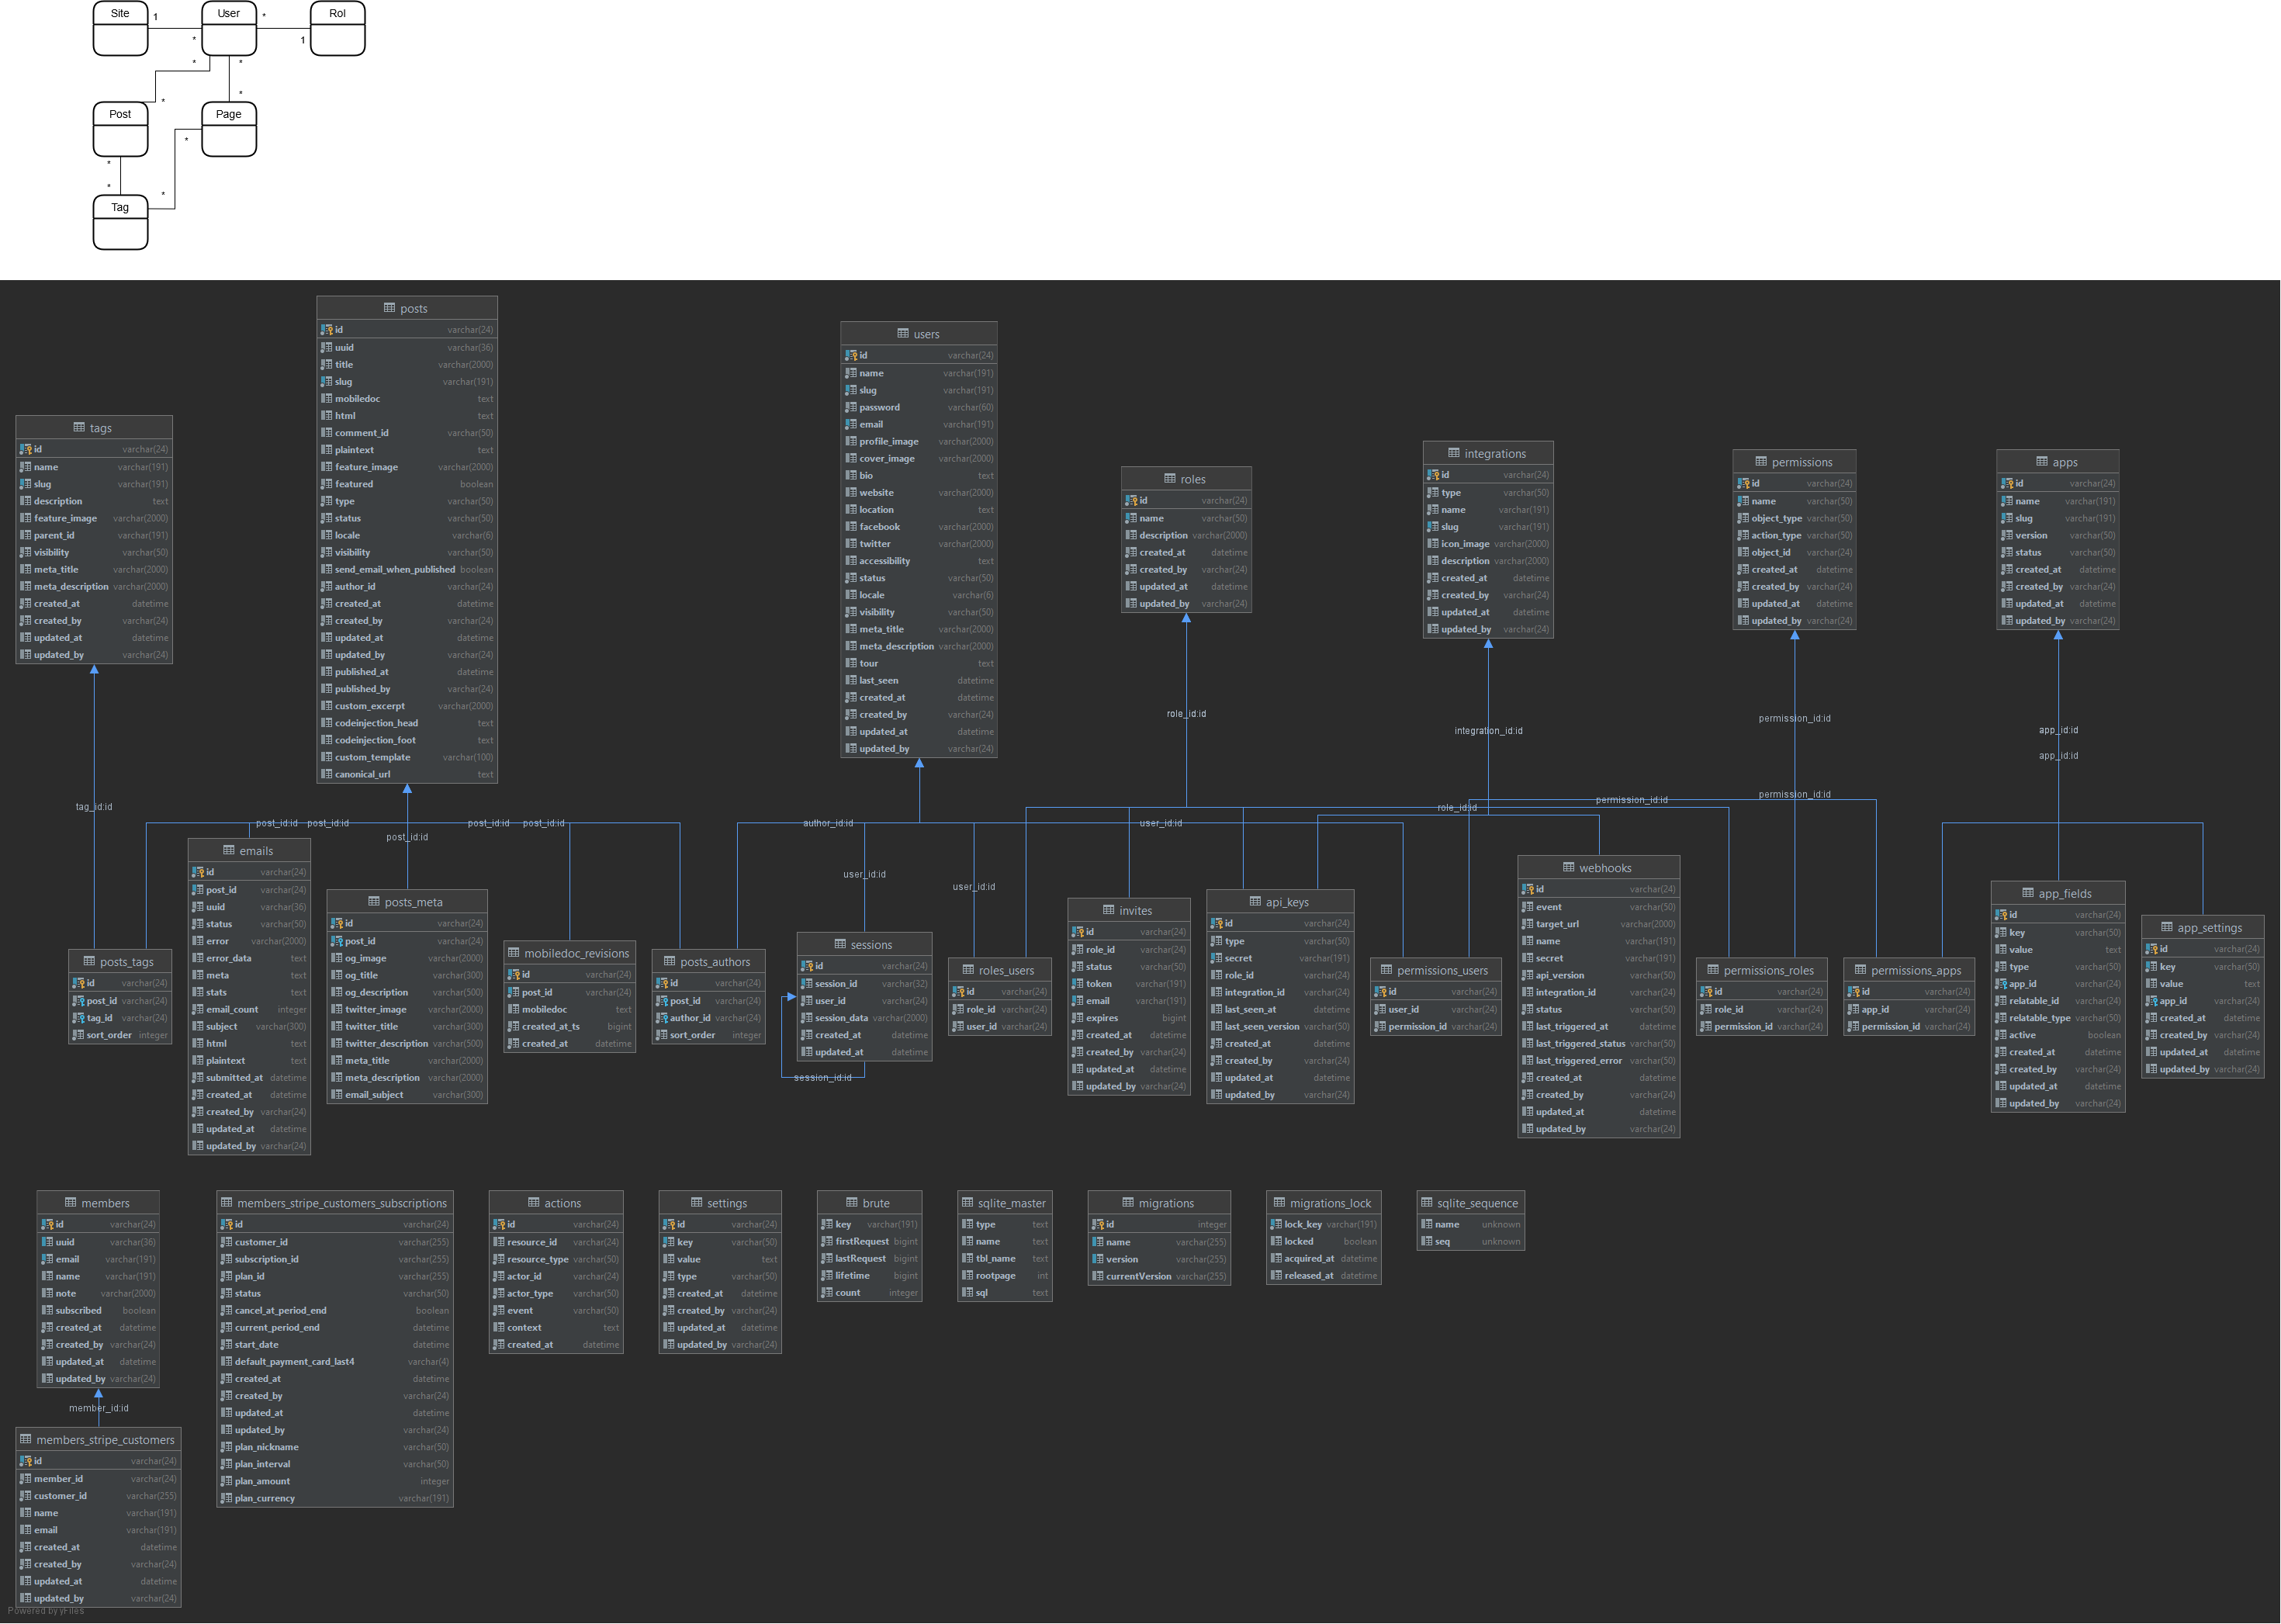 Site
1
User
*
Rol
*
1
*
*
*
*
Post
Page
*
*
*
*
Tag
posts
id varchar(24)
uuid varchar(36)
title varchar(2000)
slug varchar(191)
mobiledoc text
html text
comment_id varchar(50)
plaintext text
feature_image varchar(2000)
featured boolean
type varchar(50)
status varchar(50)
locale varchar(6)
visibility varchar(50)
send_email_when_published boolean
author_id varchar(24)
created_at datetime
created_by varchar(24)
updated_at datetime
updated_by varchar(24)
published_at datetime
published_by varchar(24)
custom_excerpt varchar(2000)
codeinjection_head text
codeinjection_foot text
custom_template varchar(100)
canonical_url text
users
id varchar(24)
name varchar(191)
slug varchar(191)
password varchar(60)
email varchar(191)
profile_image varchar(2000)
cover_image varchar(2000)
bio text
website varchar(2000)
location text
facebook varchar(2000)
twitter varchar(2000)
accessibility text
status varchar(50)
locale varchar(6)
visibility varchar(50)
meta_title varchar(2000)
meta_description varchar(2000)
tour text
last_seen datetime
created_at datetime
created_by varchar(24)
updated_at datetime
updated_by varchar(24)
tags
id varchar(24)
name varchar(191)
slug varchar(191)
description text
feature_image varchar(2000)
parent_id varchar(191)
visibility varchar(50)
meta_title varchar(2000)
meta_description varchar(2000)
created_at datetime
created_by varchar(24)
updated_at datetime
updated_by varchar(24)
roles
id varchar(24)
name varchar(50)
description varchar(2000)
created_at datetime
created_by varchar(24)
updated_at datetime
updated_by varchar(24)
integrations
id varchar(24)
type varchar(50)
name varchar(191)
slug varchar(191)
icon_image varchar(2000)
description varchar(2000)
created_at datetime
created_by varchar(24)
updated_at datetime
updated_by varchar(24)
permissions
id varchar(24)
name varchar(50)
object_type varchar(50)
action_type varchar(50)
object_id varchar(24)
created_at datetime
created_by varchar(24)
updated_at datetime
updated_by varchar(24)
apps
id varchar(24)
name varchar(191)
slug varchar(191)
version varchar(50)
status varchar(50)
created_at datetime
created_by varchar(24)
updated_at datetime
updated_by varchar(24)
role_id:id
permission_id:id
integration_id:id
app_id:id
app_id:id
permission_id:id
permission_id:id
tag_id:id
role_id:id
post_id:id
post_id:id
post_id:id
post_id:id
author_id:id
user_id:id
post_id:id
user_id:id
user_id:id
emails
id varchar(24)
post_id varchar(24)
uuid varchar(36)
status varchar(50)
error varchar(2000)
error_data text
meta text
stats text
email_count integer
subject varchar(300)
html text
plaintext text
submitted_at datetime
created_at datetime
created_by varchar(24)
updated_at datetime
updated_by varchar(24)
posts_meta
id varchar(24)
post_id varchar(24)
og_image varchar(2000)
og_title varchar(300)
og_description varchar(500)
twitter_image varchar(2000)
twitter_title varchar(300)
twitter_description varchar(500)
meta_title varchar(2000)
meta_description varchar(2000)
email_subject varchar(300)
posts_tags
id varchar(24)
post_id varchar(24)
tag_id varchar(24)
sort_order integer
mobiledoc_revisions
id varchar(24)
post_id varchar(24)
mobiledoc text
created_at_ts bigint
created_at datetime
posts_authors
id varchar(24)
post_id varchar(24)
author_id varchar(24)
sort_order integer
sessions
id varchar(24)
session_id varchar(32)
user_id varchar(24)
session_data varchar(2000)
created_at datetime
updated_at datetime
session_id:id
roles_users
id varchar(24)
role_id varchar(24)
user_id varchar(24)
invites
id varchar(24)
role_id varchar(24)
status varchar(50)
token varchar(191)
email varchar(191)
expires bigint
created_at datetime
created_by varchar(24)
updated_at datetime
updated_by varchar(24)
api_keys
id varchar(24)
type varchar(50)
secret varchar(191)
role_id varchar(24)
integration_id varchar(24)
last_seen_at datetime
last_seen_version varchar(50)
created_at datetime
created_by varchar(24)
updated_at datetime
updated_by varchar(24)
permissions_users
id varchar(24)
user_id varchar(24)
permission_id varchar(24)
webhooks
id varchar(24)
event varchar(50)
target_url varchar(2000)
name varchar(191)
secret varchar(191)
api_version varchar(50)
integration_id varchar(24)
status varchar(50)
last_triggered_at datetime
last_triggered_status varchar(50)
last_triggered_error varchar(50)
created_at datetime
created_by varchar(24)
updated_at datetime
updated_by varchar(24)
permissions_roles
id varchar(24)
role_id varchar(24)
permission_id varchar(24)
permissions_apps
id varchar(24)
app_id varchar(24)
permission_id varchar(24)
app_fields
id varchar(24)
key varchar(50)
value text
type varchar(50)
app_id varchar(24)
relatable_id varchar(24)
relatable_type varchar(50)
active boolean
created_at datetime
created_by varchar(24)
updated_at datetime
updated_by varchar(24)
app_settings
id varchar(24)
key varchar(50)
value text
app_id varchar(24)
created_at datetime
created_by varchar(24)
updated_at datetime
updated_by varchar(24)
members
id varchar(24)
uuid varchar(36)
email varchar(191)
name varchar(191)
note varchar(2000)
subscribed boolean
created_at datetime
created_by varchar(24)
updated_at datetime
updated_by varchar(24)
member_id:id
members_stripe_customers
id varchar(24)
member_id varchar(24)
customer_id varchar(255)
name varchar(191)
email varchar(191)
created_at datetime
created_by varchar(24)
updated_at datetime
updated_by varchar(24)
members_stripe_customers_subscriptions
id varchar(24)
customer_id varchar(255)
subscription_id varchar(255)
plan_id varchar(255)
status varchar(50)
cancel_at_period_end boolean
current_period_end datetime
start_date datetime
default_payment_card_last4 varchar(4)
created_at datetime
created_by varchar(24)
updated_at datetime
updated_by varchar(24)
plan_nickname varchar(50)
plan_interval varchar(50)
plan_amount integer
plan_currency varchar(191)
actions
id varchar(24)
resource_id varchar(24)
resource_type varchar(50)
actor_id varchar(24)
actor_type varchar(50)
event varchar(50)
context text
created_at datetime
settings
id varchar(24)
key varchar(50)
value text
type varchar(50)
created_at datetime
created_by varchar(24)
updated_at datetime
updated_by varchar(24)
brute
key varchar(191)
firstRequest bigint
lastRequest bigint
lifetime bigint
count integer
sqlite_master
type text
name text
tbl_name text
rootpage int
sql text
migrations
id integer
name varchar(255)
version varchar(255)
currentVersion varchar(255)
migrations_lock
lock_key varchar(191)
locked boolean
acquired_at datetime
released_at datetime
sqlite_sequence
name unknown
seq unknown
Powered by yFiles